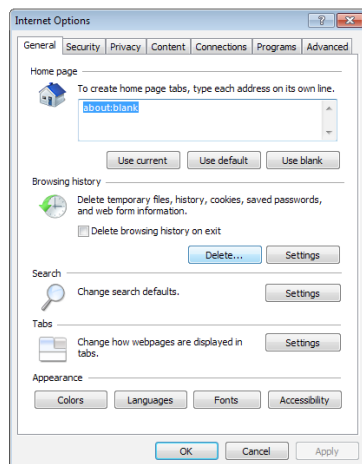 Internet Options
General Security Privacy Content Connections Programs Advanced
Home page
To create home page tabs, type each address on its own line.
about:blank
Use current Use default Use blank
Browsing history
Delete temporary files, history, cookies, saved passwords,
and web form information.
Delete browsing history on exit
Delete... Settings
Search
Change search defaults. Settings
Tabs
Change how webpages are displayed in
tabs.
Settings
Appearance
Colors Languages Fonts Accessibility
OK Cancel Apply